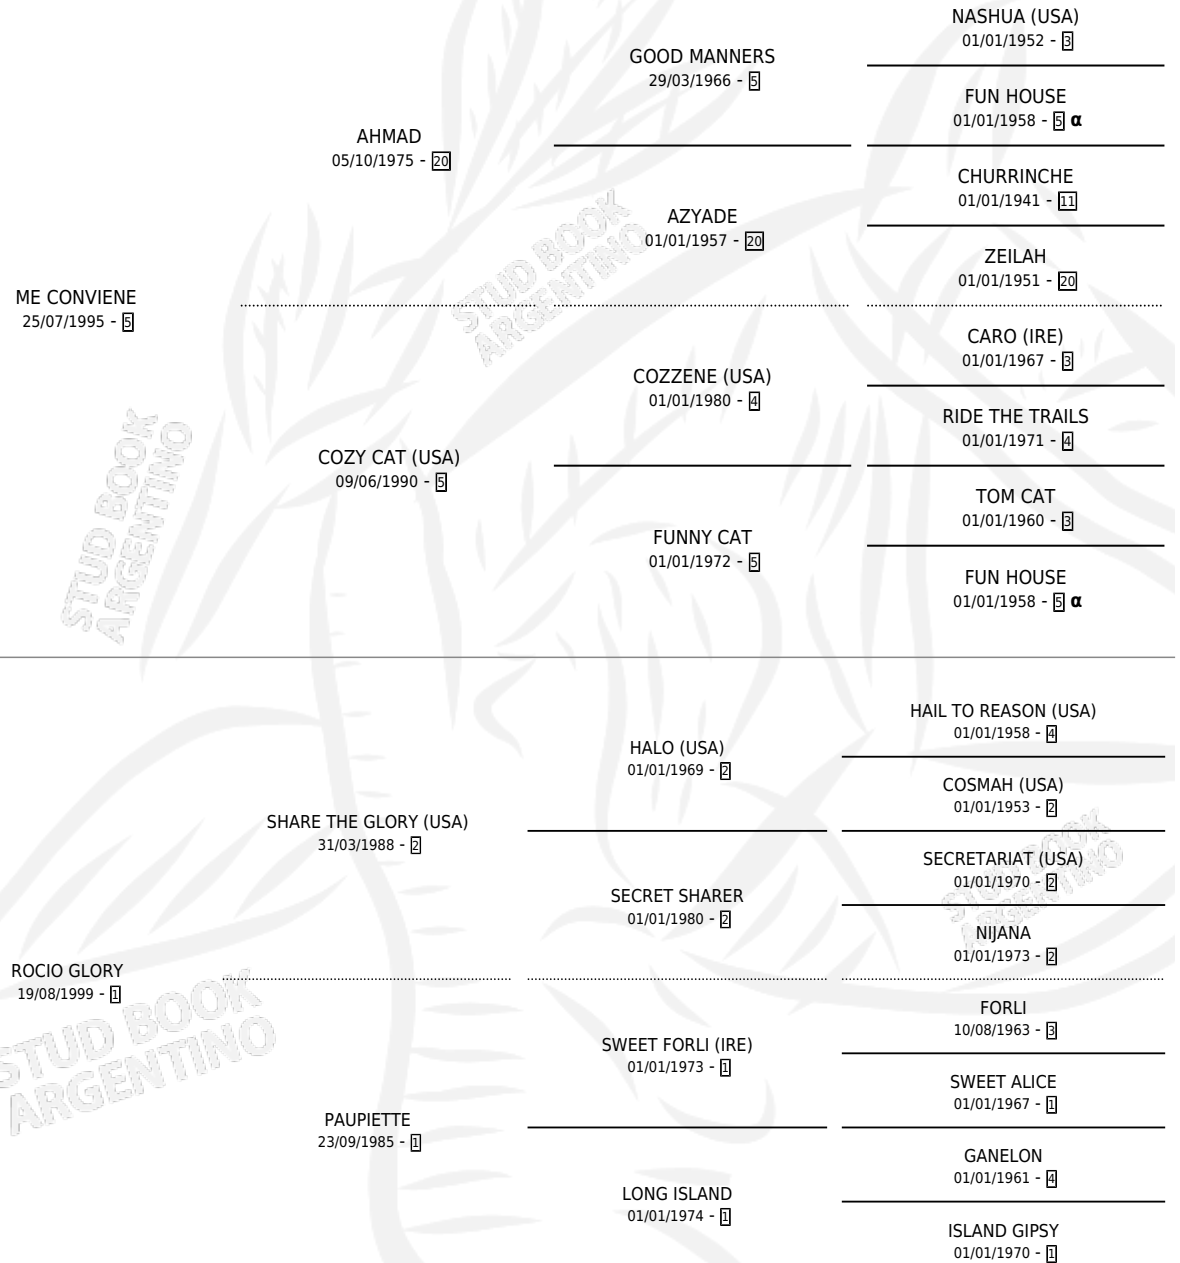 NASHUA (USA)
01/01/1952 - 3
GOOD MANNERS
29/03/1966 - 5
FUN HOUSE
01/01/1958 - 5 α
AHMAD
05/10/1975 - 20
CHURRINCHE
01/01/1941 - 11
AZYADE
01/01/1957 - 20
ZEILAH
01/01/1951 - 20
ME CONVIENE
25/07/1995 - 5
CARO (IRE)
01/01/1967 - 3
COZZENE (USA)
01/01/1980 - 4
RIDE THE TRAILS
01/01/1971 - 4
COZY CAT (USA)
09/06/1990 - 5
TOM CAT
01/01/1960 - 3
FUNNY CAT
01/01/1972 - 5
FUN HOUSE
01/01/1958 - 5 α
HAIL TO REASON (USA)
01/01/1958 - 4
HALO (USA)
01/01/1969 - 2
COSMAH (USA)
01/01/1953 - 2
SHARE THE GLORY (USA)
31/03/1988 - 2
SECRETARIAT (USA)
01/01/1970 - 2
SECRET SHARER
01/01/1980 - 2
NIJANA
01/01/1973 - 2
ROCIO GLORY
19/08/1999 - 1
FORLI
10/08/1963 - 3
SWEET FORLI (IRE)
01/01/1973 - 1
SWEET ALICE
01/01/1967 - 1
PAUPIETTE
23/09/1985 - 1
GANELON
01/01/1961 - 4
LONG ISLAND
01/01/1974 - 1
ISLAND GIPSY
01/01/1970 - 1
STUD BOOK
ARGENTINO
STUD BOOK
ARGENTINO
STUD BOOK
ARGENTINO
STUD BOOK
ARGENTINO